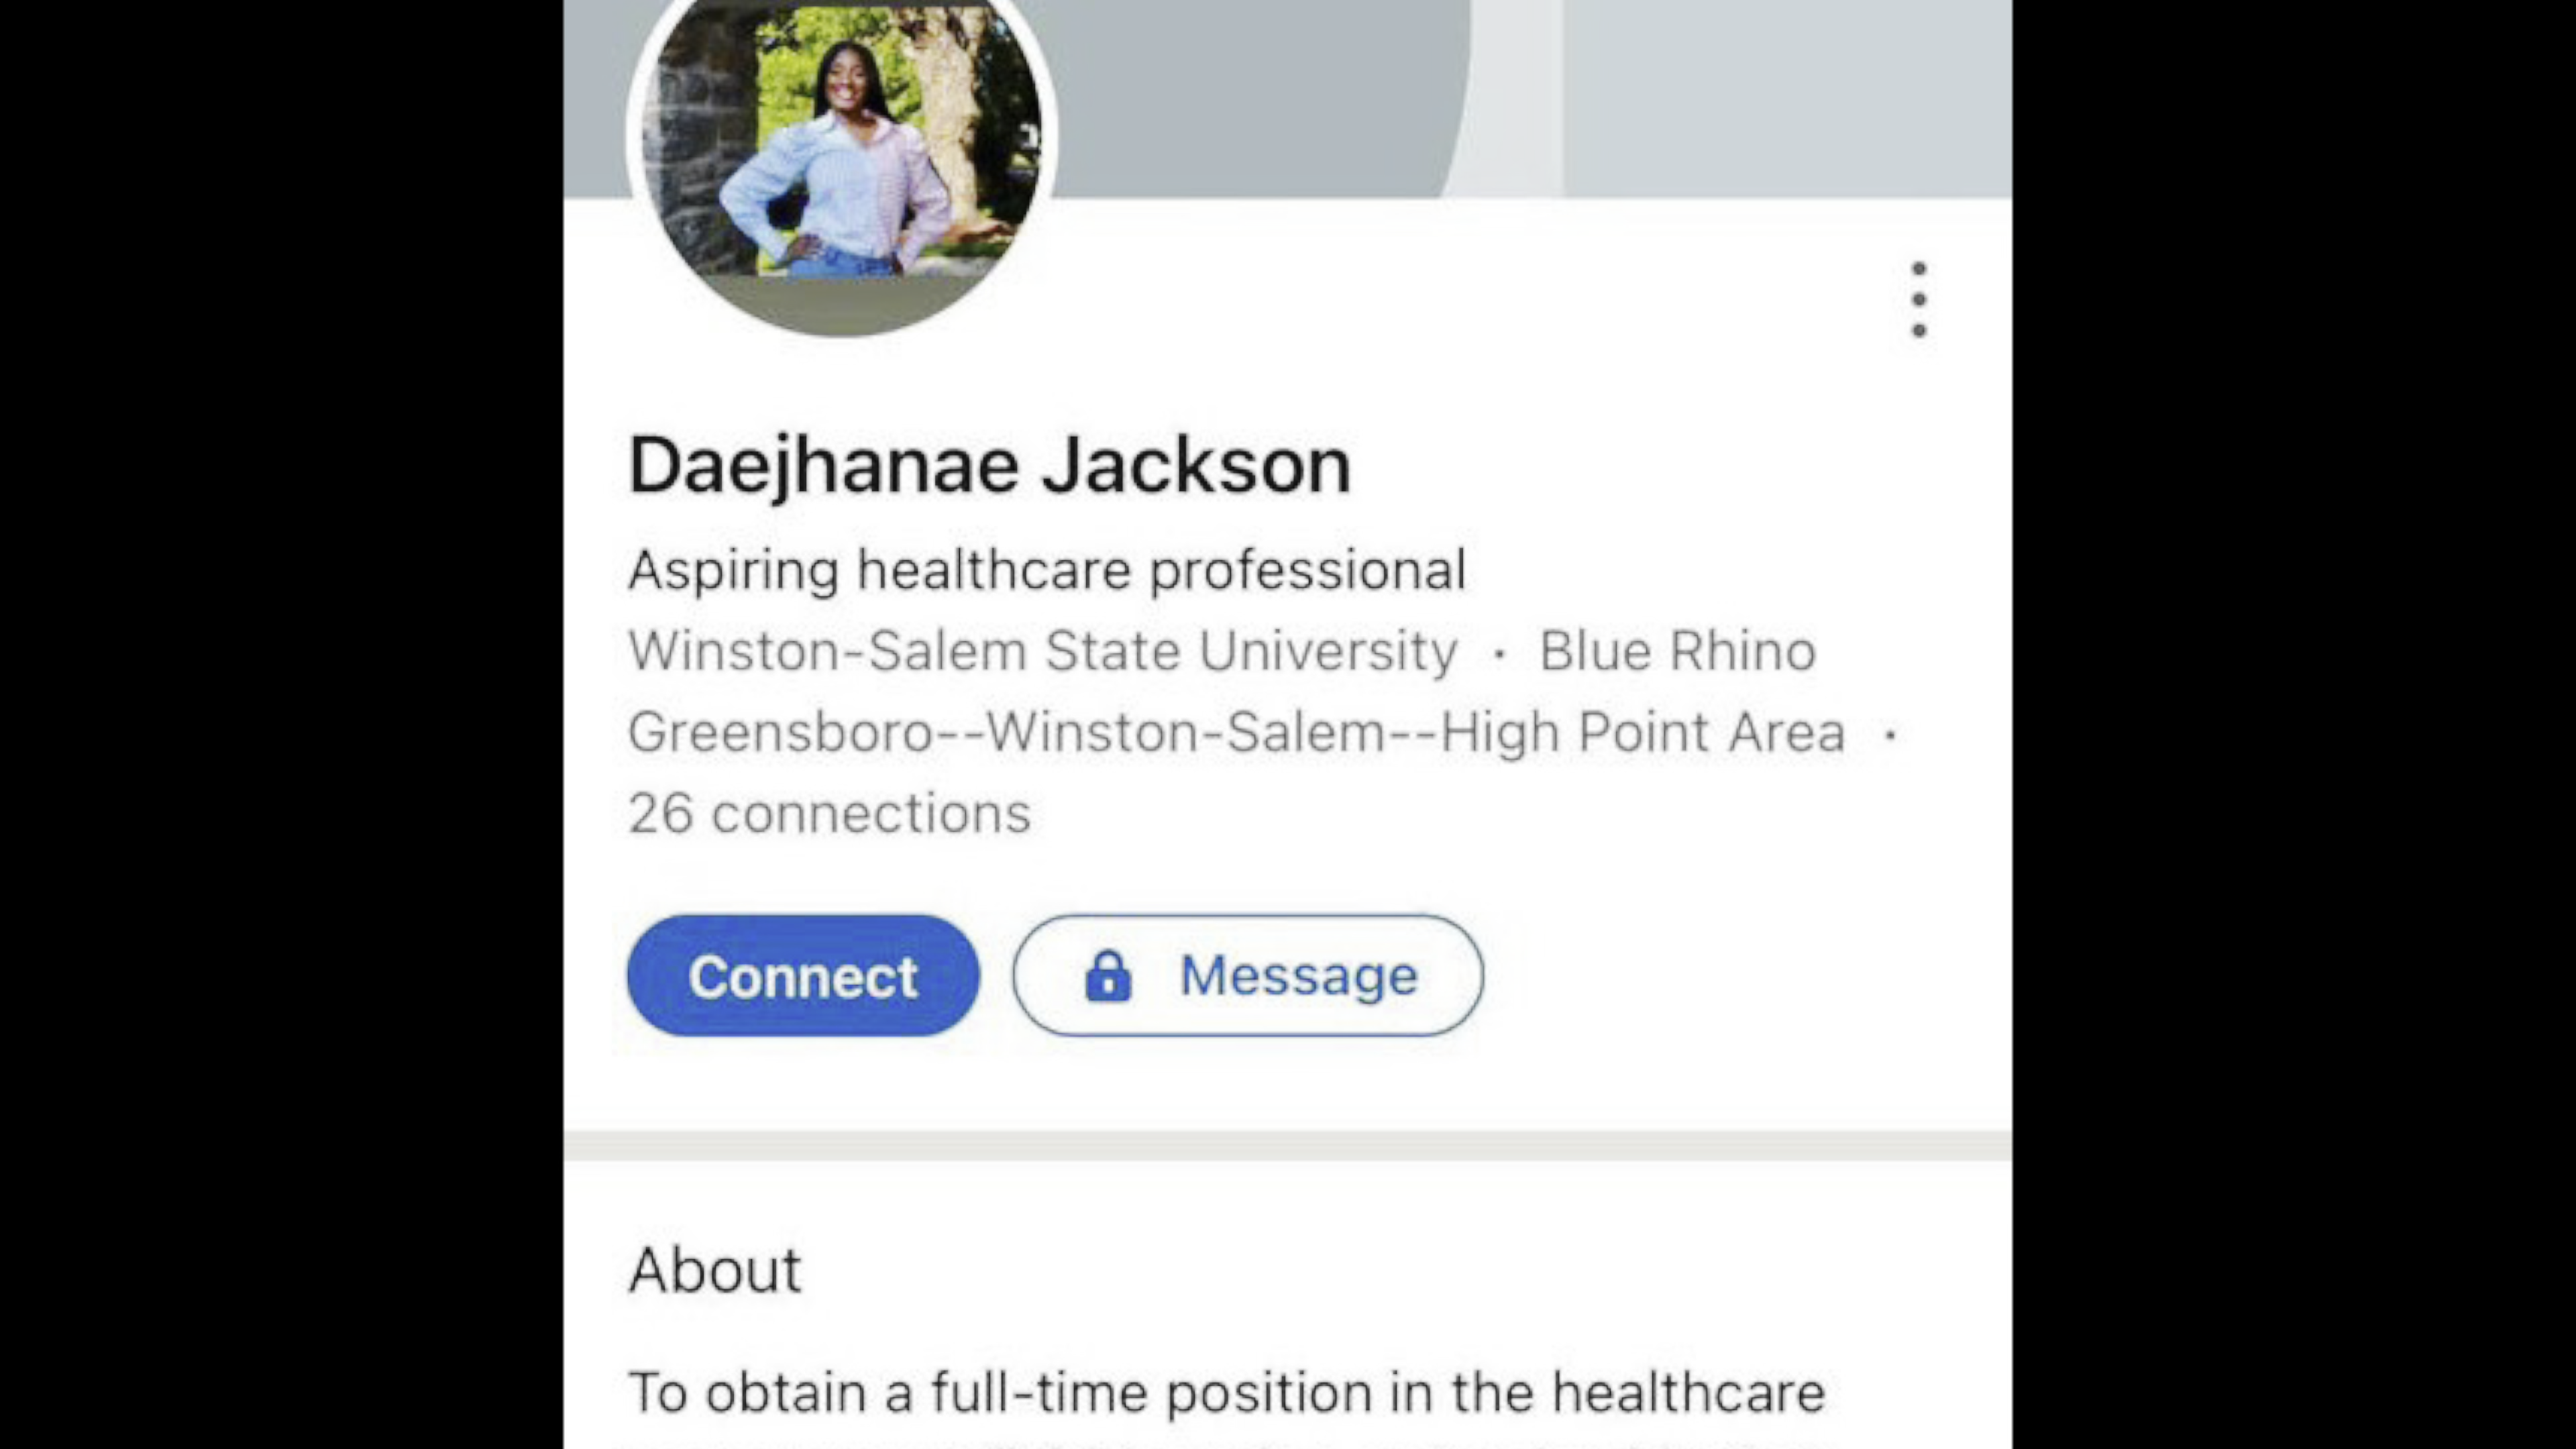 Daejhanae Jackson
Aspiring healthcare professional
Winston-Salem State University · Blue Rhino
Greensboro--Winston-Salem--High Point Area ·
26 connections
Connect
Message
About
To obtain a full-time position in the healthcare